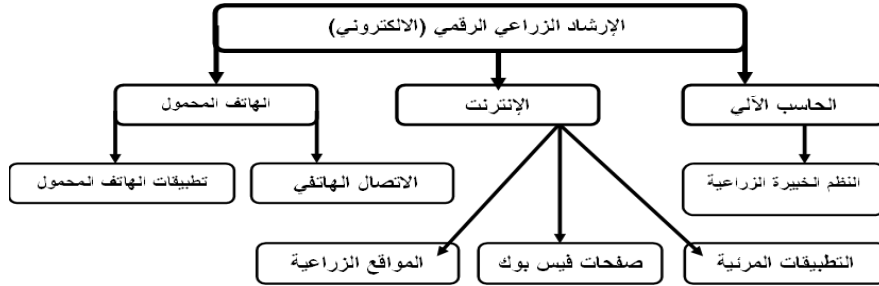 الإرشاد الزراعي الرقمي (الالكتروني)
الحاسب الآلي
الإنترنت
الهاتف المحمول
النظم الخبيرة الزراعية
الاتصال الهاتفي
تطبيقات الهاتف المحمول
التطبيقات المرئية
صفحات فيس بوك
المواقع الزراعية